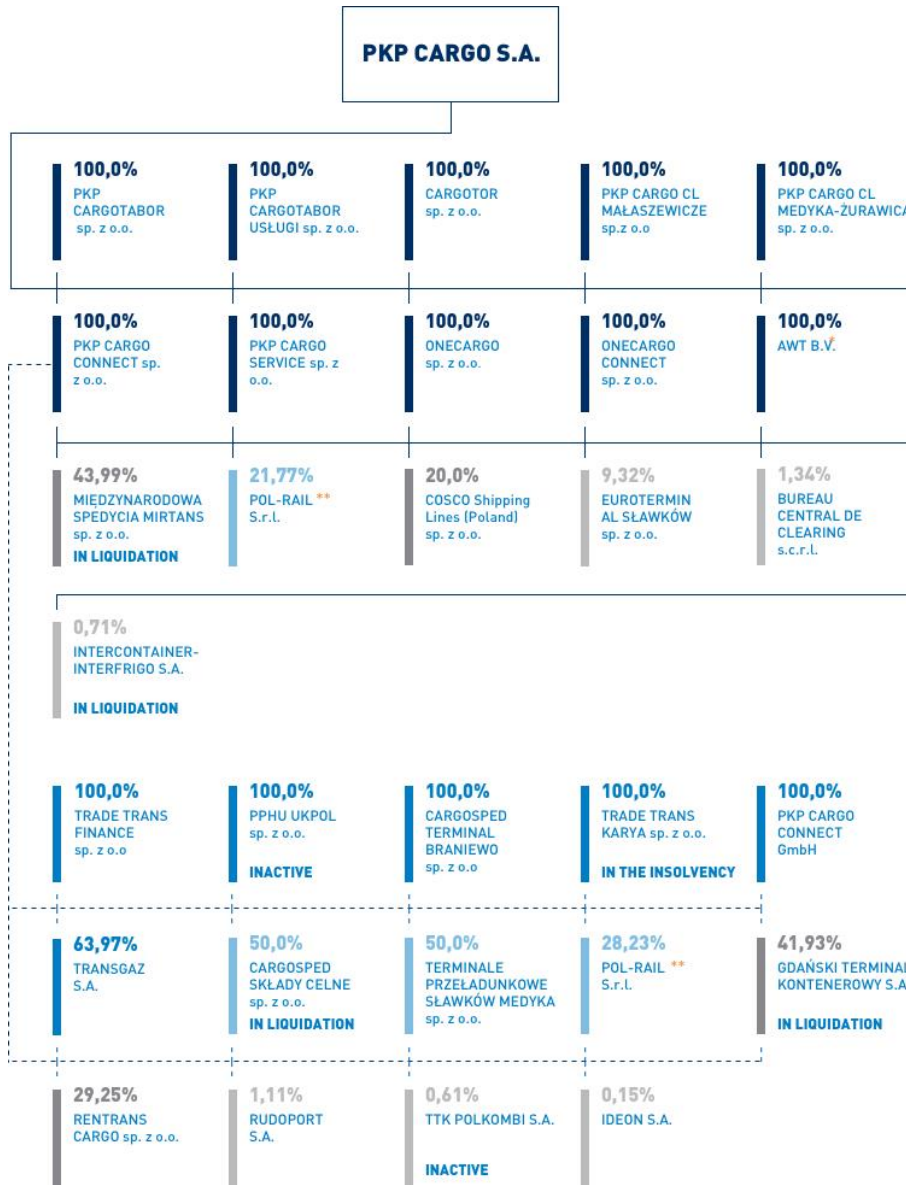 PKP CARGO S.A.
100,0%
PKP
CARGOTABOR
sp. z o.o.
100,0%
PKP
CARGOTABOR
USŁUGI sp. z o.o.
100,0%
CARGOTOR
sp. z o.o.
100,0%
PKP CARGO CL
MAŁASZEWICZE
sp.z o.o
100,0%
PKP CARGO CL
MEDYKA-ŻURAWICA
sp. z o.o.
100,0%
PKP CARGO
CONNECT sp.
z o.o.
100,0%
PKP CARGO
SERVICE sp. z
o.o.
100,0%
ONECARGO
sp. z o.o.
100,0%
ONECARGO
CONNECT
sp. z o.o.
100,0%
AWT B.V.*
43,99%
MIĘDZYNARODOWA
SPEDYCIA MIRTANS
sp. z o.o.
IN LIQUIDATION
21,77%
POL-RAIL **
S.r.l.
20,0%
COSCO Shipping
Lines (Poland)
sp. z o.o.
9,32%
EUROTERMIN
AL SŁAWKÓW
sp. z o.o.
1,34%
BUREAU
CENTRAL DE
CLEARING
s.c.r.l.
0,71%
INTERCONTAINER-
INTERFRIGO S.A.
IN LIQUIDATION
100,0%
TRADE TRANS
FINANCE
sp. z o.o
100,0%
PPHU UKPOL
sp. z o.o.
INACTIVE
100,0%
CARGOSPED
TERMINAL
BRANIEWO
sp. z o.o
100,0%
TRADE TRANS
KARYA sp. z o.o.
IN THE INSOLVENCY
100,0%
PKP CARGO
CONNECT
GmbH
63,97%
TRANSGAZ
S.A.
50,0%
CARGOSPED
SKŁADY CELNE
sp. z o.o.
IN LIQUIDATION
50,0%
TERMINALE
PRZEŁADUNKOWE
SŁAWKÓW MEDYKA
sp. z o.o.
28,23%
POL-RAIL **
S.r.l.
41,93%
GDAŃSKI TERMINAL
KONTENEROWY S.A
IN LIQUIDATION
29,25%
RENTRANS
CARGO sp. z o.o.
1,11%
RUDOPORT
S.A.
0,61%
TTK POLKOMBI S.A.
INACTIVE
0,15%
IDEON S.A.